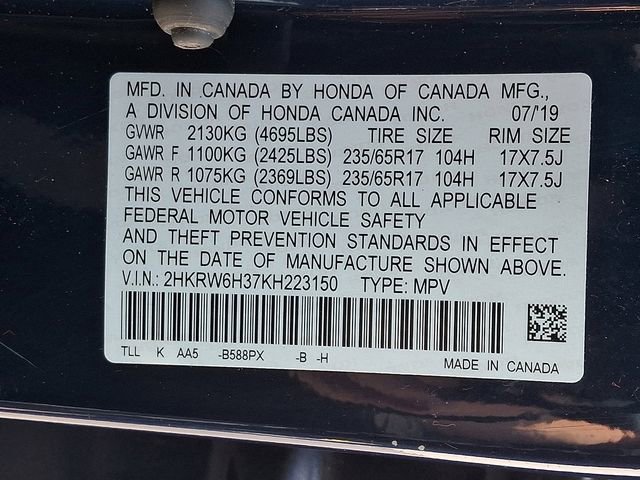 MFD. IN CANADA BY HONDA OF CANADA MFG.,
A DIVISION OF HONDA CANADA INC. 07/'19
GVWR 2130KG (4695LBS) TIRE SIZE RIM SIZE
GAWR F 1100KG (2425LBS) 235/65R17 104H 17X7.5J
GAWR R 1075KG (2369LBS) 235/65R17 104H 17X7.5J
THIS VEHICLE CONFORMS TO ALL APPLICABLE
FEDERAL MOTOR VEHICLE SAFETY
AND THEFT PREVENTION STANDARDS IN EFFECT
ON THE DATE OF MANUFACTURE SHOWN ABOVE.
V.I.N.: 2HKRW6H37KH223150 TYPE: MPV
TLL K AA5 -B588PX -B -H
MADE IN CANADA